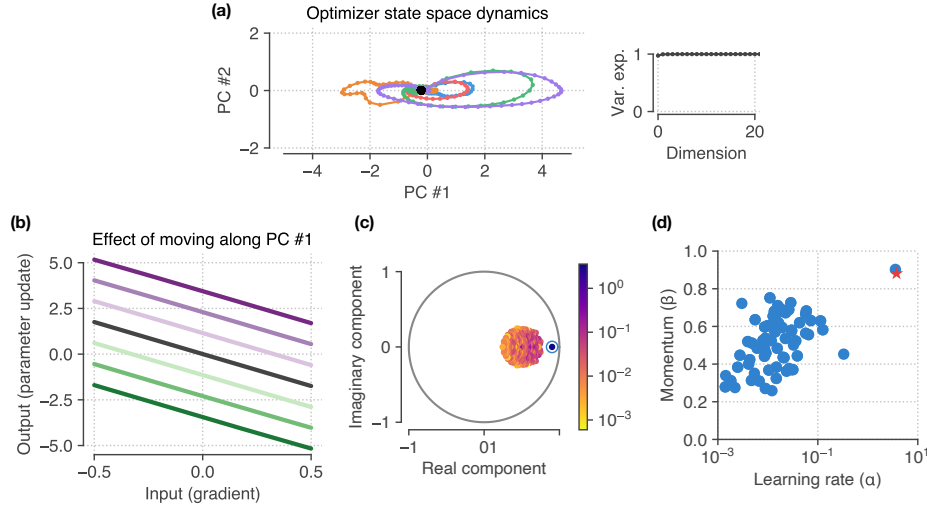 (a)
Optimizer state space dynamics
2
0
−2
PC #2
−4
−2
0
2
4
PC #1
Var. exp.
1
0
0
20
Dimension
(b)
Effect of moving along PC #1
Output (parameter update)
5.0
2.5
0.0
−2.5
−5.0
−0.5
0.0
0.5
Input (gradient)
(c)
Imaginary component
1
0
−1
−1
01
Real component
10⁰
10⁻¹
10⁻²
10⁻³
(d)
Momentum (β)
1.0
0.8
0.6
0.4
0.2
0.0
10⁻³
10⁻¹
10¹
Learning rate (α)